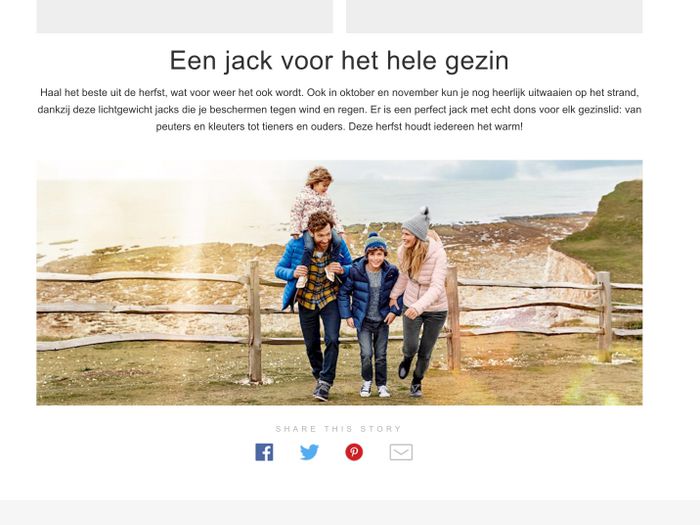 Een jack voor het hele gezin
Haal het beste uit de herfst, wat voor weer het ook wordt. Ook in oktober en november kun je nog heerlijk uitwaaien op het strand,
dankzij deze lichtgewicht jacks die je beschermen tegen wind en regen. Er is een perfect jack met echt dons voor elk gezinslid: van
peuters en kleuters tot tieners en ouders. Deze herfst houdt iedereen het warm!
SHARE THIS STORY